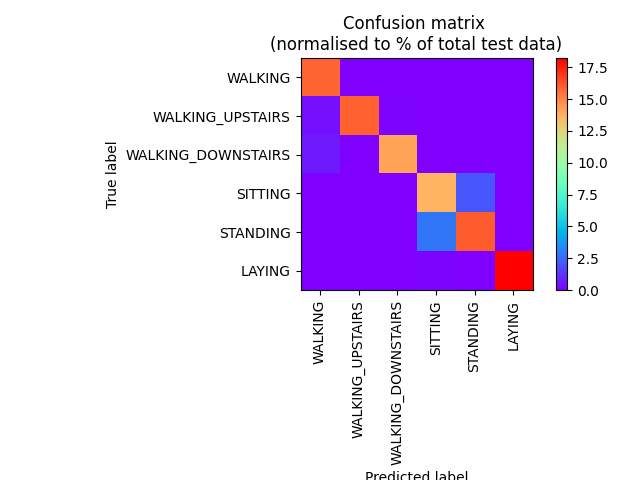 Confusion matrix
(normalised to % of total test data)
WALKING
WALKING_UPSTAIRS
WALKING_DOWNSTAIRS
SITTING
STANDING
LAYING
True label
WALKING
WALKING_UPSTAIRS
WALKING_DOWNSTAIRS
SITTING
STANDING
LAYING
Predicted label
17.5
15.0
12.5
10.0
7.5
5.0
2.5
0.0